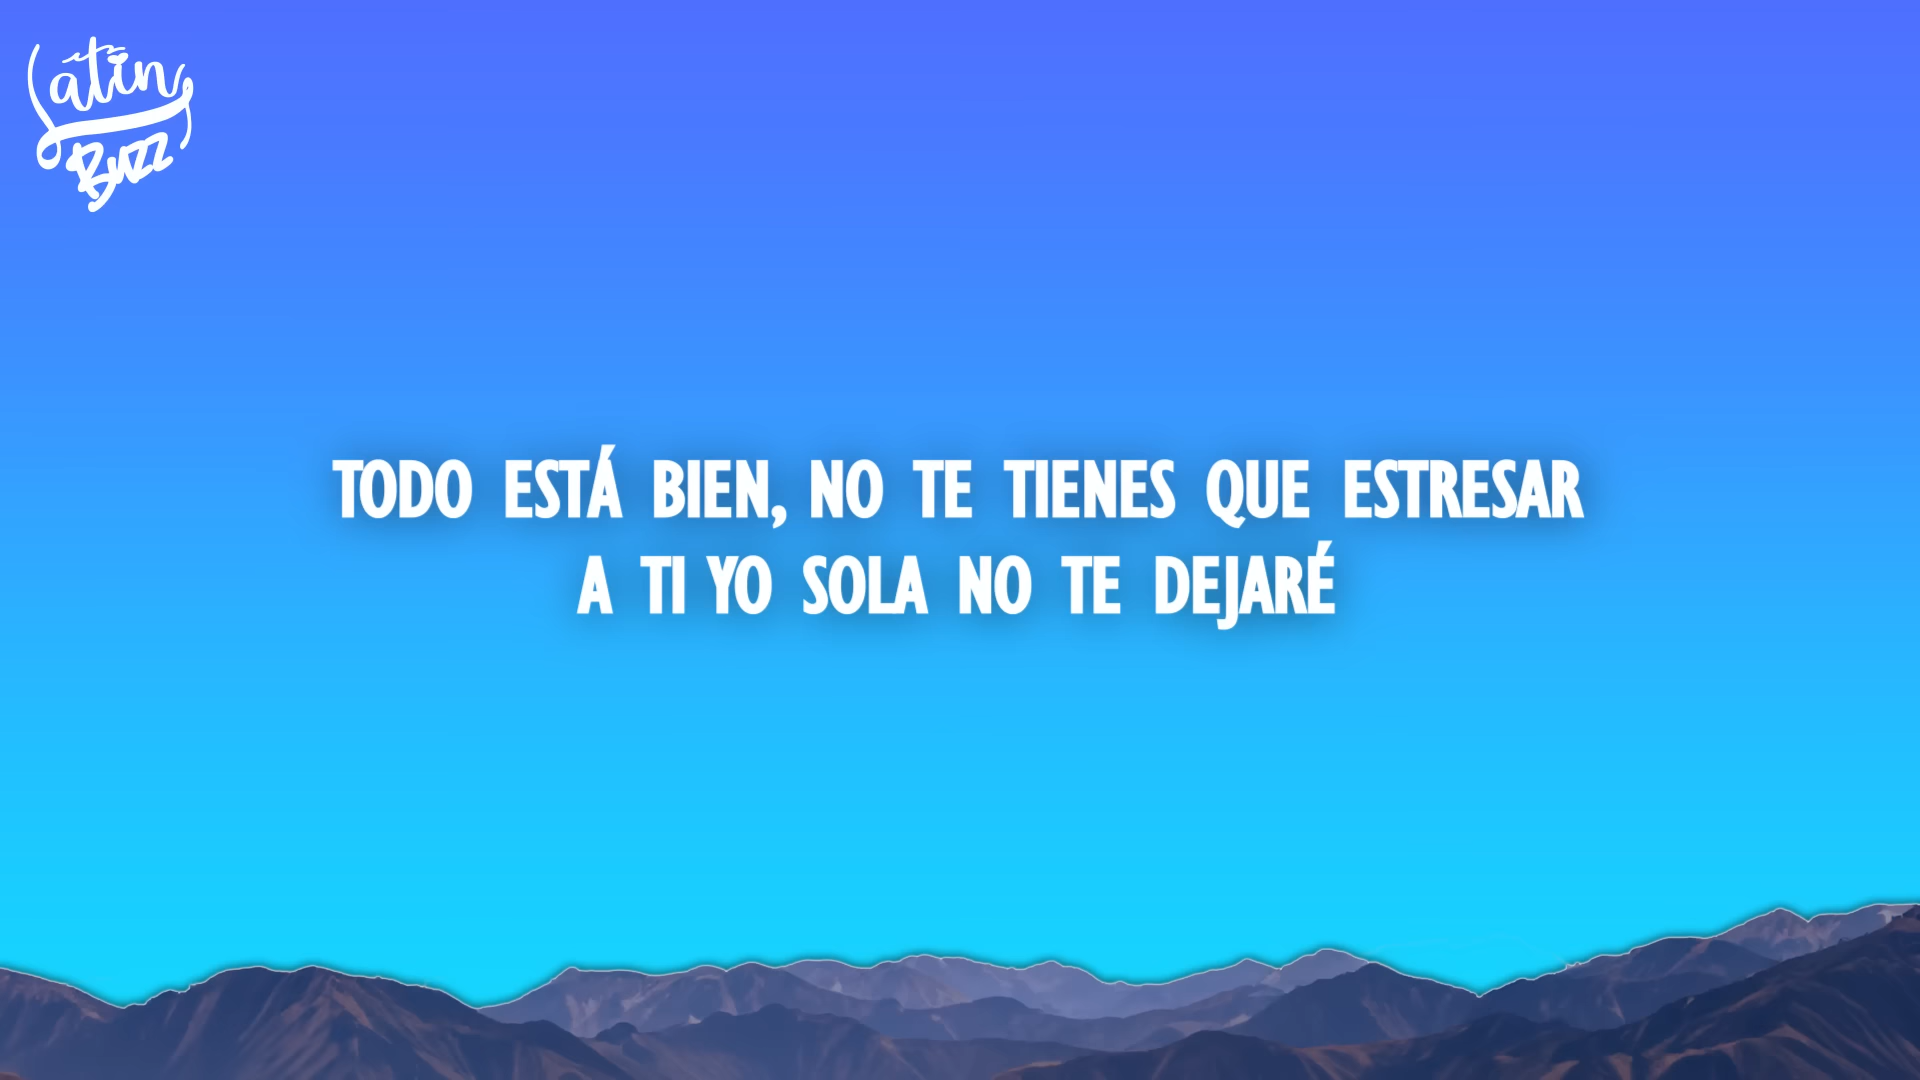 Latin
Buzz
TODO ESTÁ BIEN, NO TE TIENES QUE ESTRESAR
A TI YO SOLA NO TE DEJARÉ